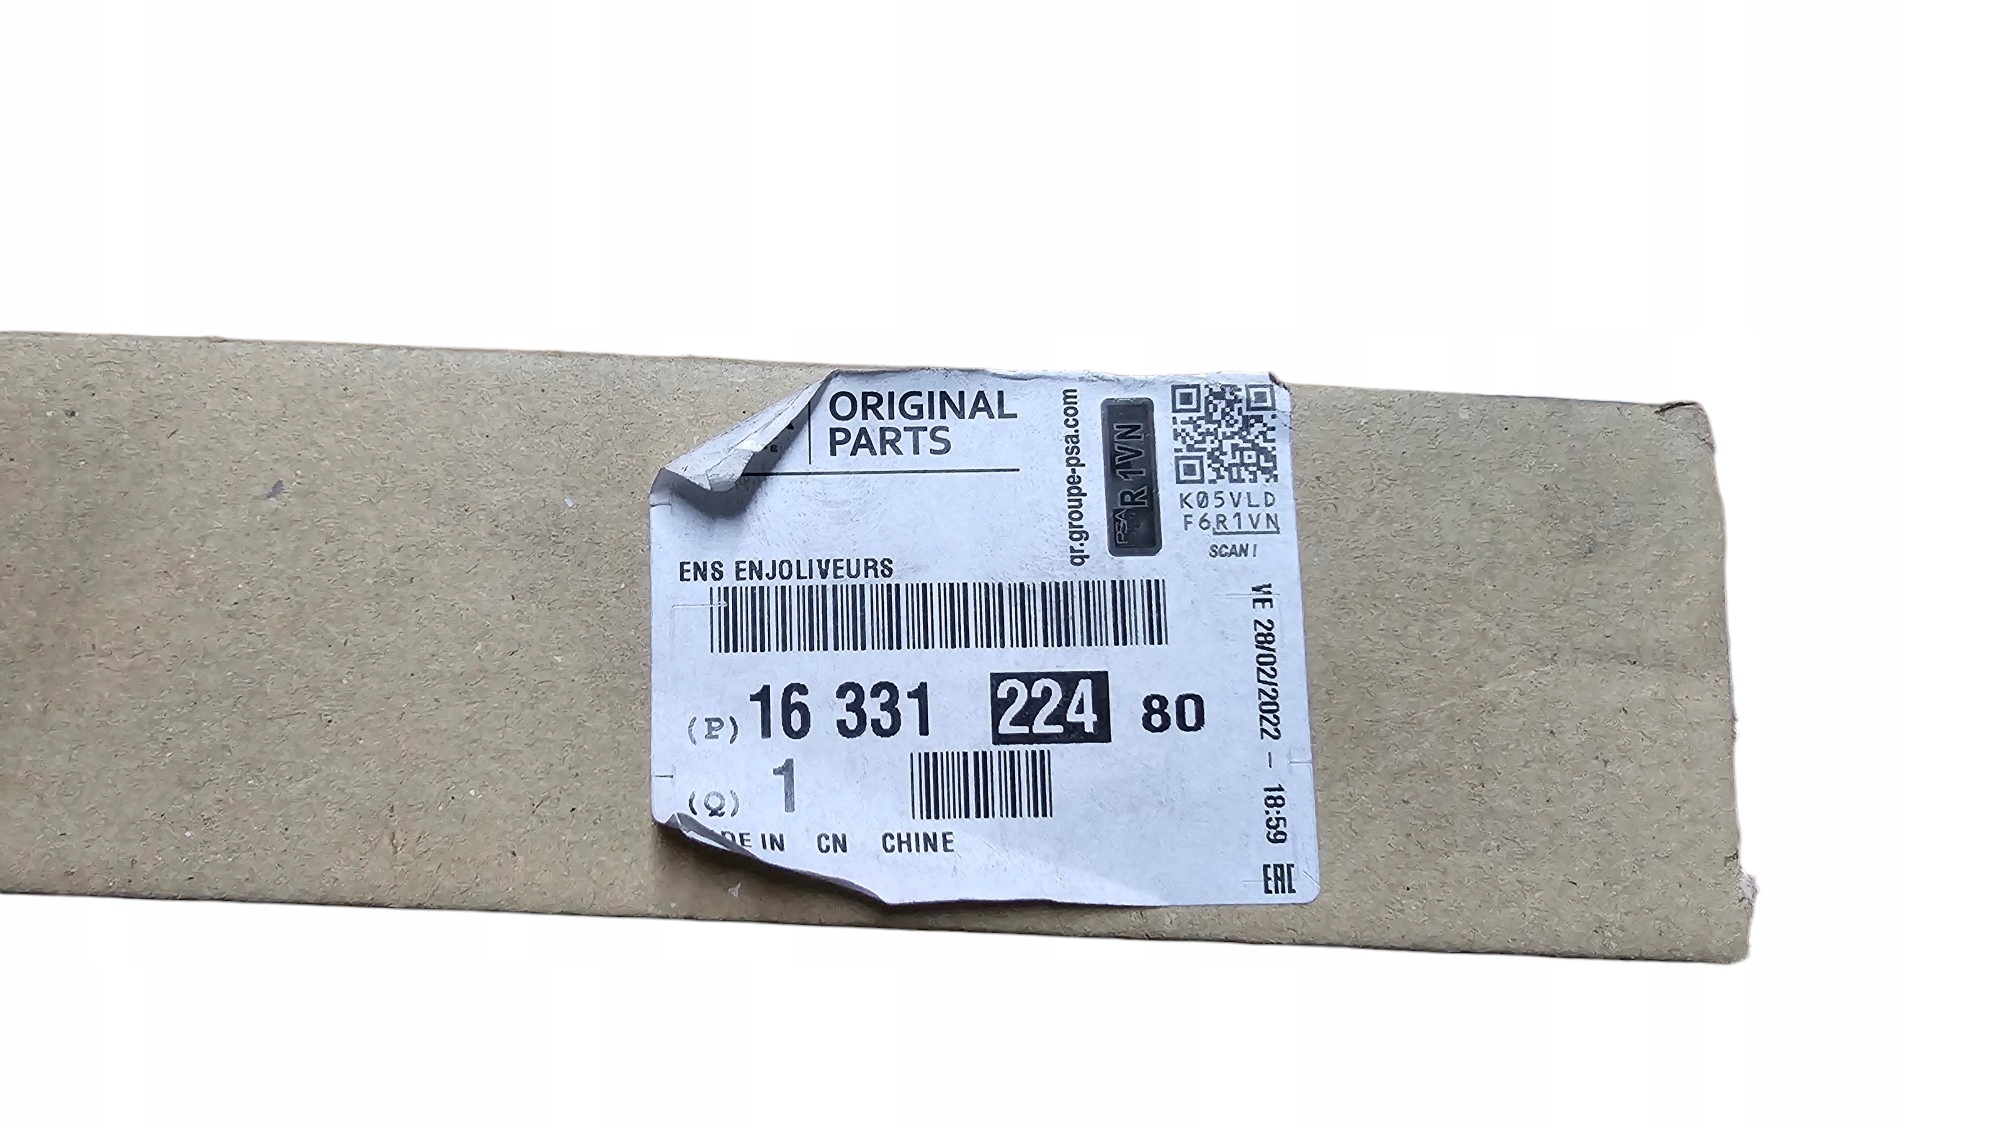 ORIGINAL
PARTS
qr.groupe-psa.com
PSA R1VN
K05VLD
F6R1VN
SCAN !
ENS ENJOLIVEURS
(P) 16 331 224 80
(Q) 1
DE IN CN CHINE
VE 28/02/2022 - 18:59
EAC